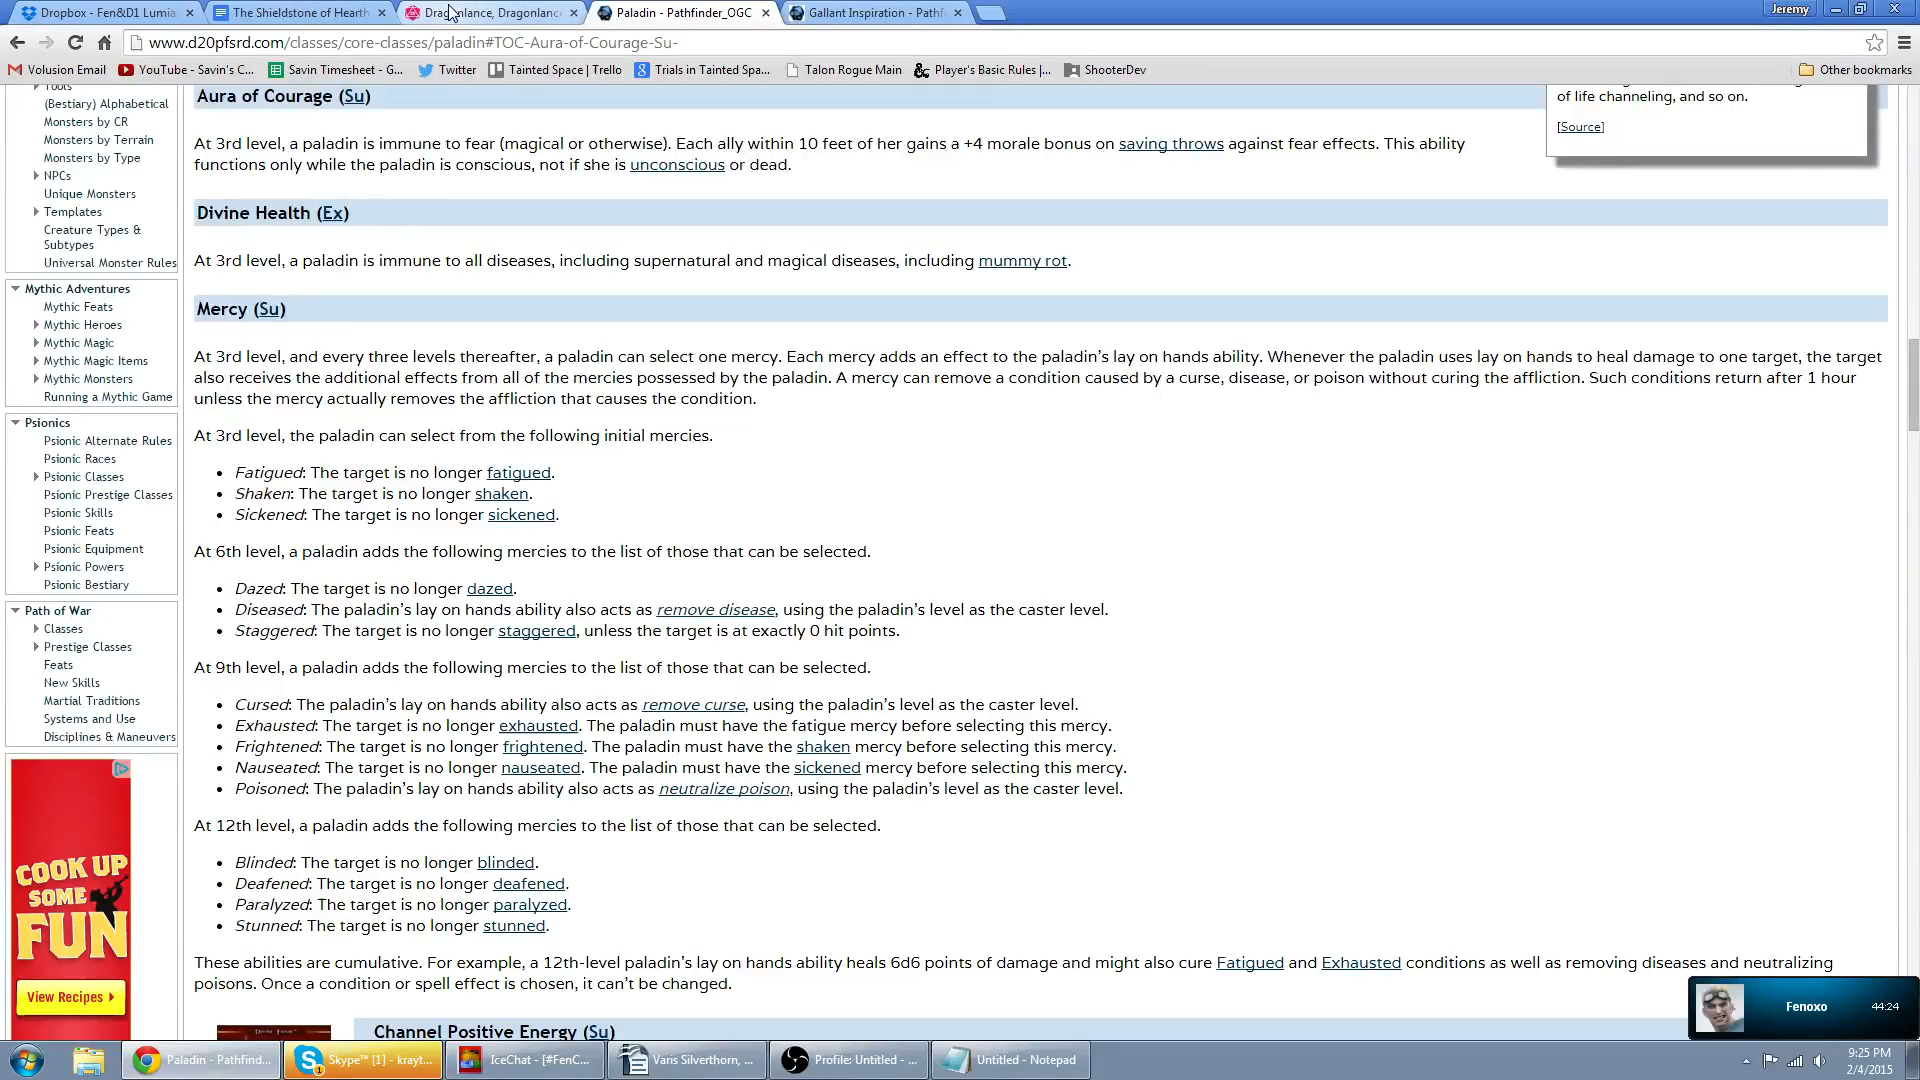 Dropbox - Fen&D1 Lumia
The Shieldstone of Hearth
Dragonlance, Dragonlanc
Paladin - Pathfinder_OGC
Gallant Inspiration - Pathf
Jeremy
www.d20pfsrd.com/classes/core-classes/paladin#TOC-Aura-of-Courage-Su-
Volusion Email
YouTube - Savin's C...
Savin Timesheet - G...
Twitter
Tainted Space | Trello
Trials in Tainted Spa...
Talon Rogue Main
Player's Basic Rules |...
ShooterDev
Other bookmarks
Tools
(Bestiary) Alphabetical
Monsters by CR
Monsters by Terrain
Monsters by Type
NPCs
Unique Monsters
Templates
Creature Types &
Subtypes
Universal Monster Rules
Mythic Adventures
Mythic Feats
Mythic Heroes
Mythic Magic
Mythic Magic Items
Mythic Monsters
Running a Mythic Game
Psionics
Psionic Alternate Rules
Psionic Races
Psionic Classes
Psionic Prestige Classes
Psionic Skills
Psionic Feats
Psionic Equipment
Psionic Powers
Psionic Bestiary
Path of War
Classes
Prestige Classes
Feats
New Skills
Martial Traditions
Systems and Use
Disciplines & Maneuvers
COOK UP
SOME
FUN
View Recipes
Aura of Courage (Su)
At 3rd level, a paladin is immune to fear (magical or otherwise). Each ally within 10 feet of her gains a +4 morale bonus on saving throws against fear effects. This ability
functions only while the paladin is conscious, not if she is unconscious or dead.
of life channeling, and so on.
[Source]
Divine Health (Ex)
At 3rd level, a paladin is immune to all diseases, including supernatural and magical diseases, including mummy rot.
Mercy (Su)
At 3rd level, and every three levels thereafter, a paladin can select one mercy. Each mercy adds an effect to the paladin's lay on hands ability. Whenever the paladin uses lay on hands to heal damage to one target, the target
also receives the additional effects from all of the mercies possessed by the paladin. A mercy can remove a condition caused by a curse, disease, or poison without curing the affliction. Such conditions return after 1 hour
unless the mercy actually removes the affliction that causes the condition.
At 3rd level, the paladin can select from the following initial mercies.
• Fatigued: The target is no longer fatigued.
• Shaken: The target is no longer shaken.
• Sickened: The target is no longer sickened.
At 6th level, a paladin adds the following mercies to the list of those that can be selected.
• Dazed: The target is no longer dazed.
• Diseased: The paladin's lay on hands ability also acts as remove disease, using the paladin's level as the caster level.
• Staggered: The target is no longer staggered, unless the target is at exactly 0 hit points.
At 9th level, a paladin adds the following mercies to the list of those that can be selected.
• Cursed: The paladin's lay on hands ability also acts as remove curse, using the paladin's level as the caster level.
• Exhausted: The target is no longer exhausted. The paladin must have the fatigue mercy before selecting this mercy.
• Frightened: The target is no longer frightened. The paladin must have the shaken mercy before selecting this mercy.
• Nauseated: The target is no longer nauseated. The paladin must have the sickened mercy before selecting this mercy.
• Poisoned: The paladin's lay on hands ability also acts as neutralize poison, using the paladin's level as the caster level.
At 12th level, a paladin adds the following mercies to the list of those that can be selected.
• Blinded: The target is no longer blinded.
• Deafened: The target is no longer deafened.
• Paralyzed: The target is no longer paralyzed.
• Stunned: The target is no longer stunned.
These abilities are cumulative. For example, a 12th-level paladin's lay on hands ability heals 6d6 points of damage and might also cure Fatigued and Exhausted conditions as well as removing diseases and neutralizing
poisons. Once a condition or spell effect is chosen, it can't be changed.
Channel Positive Energy (Su)
Fenoxo
44:24
Paladin - Pathfind...
Skype™ [1] - krayt...
IceChat - [#FenC...
Varis Silverthorn, ...
Profile: Untitled - ...
Untitled - Notepad
9:25 PM
2/4/2015